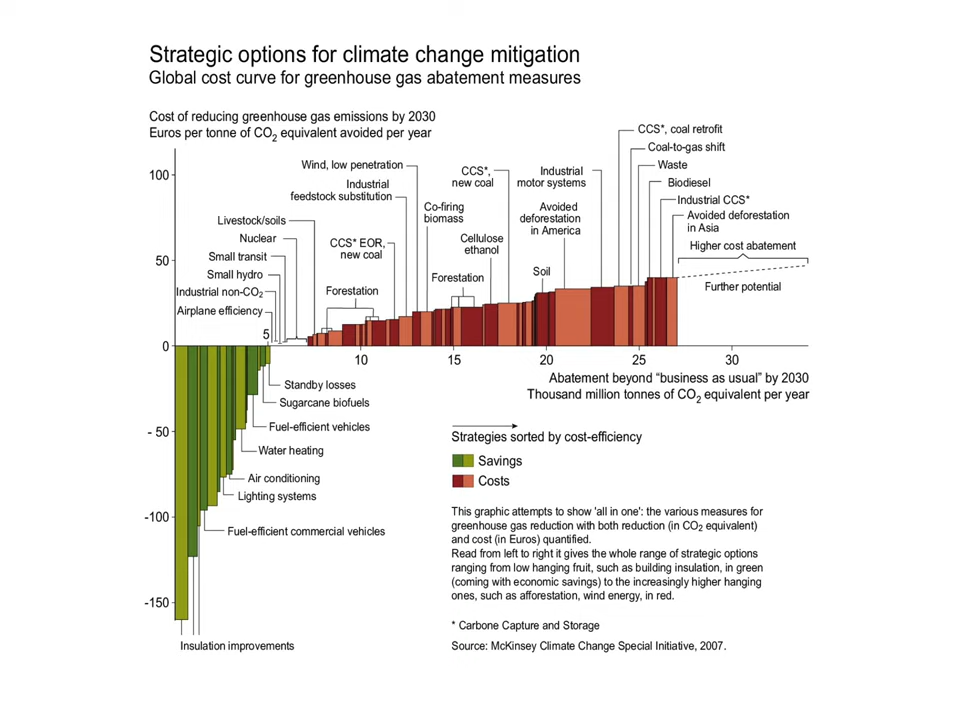 Strategic options for climate change mitigation
Global cost curve for greenhouse gas abatement measures
Cost of reducing greenhouse gas emissions by 2030
Euros per tonne of CO2 equivalent avoided per year
CCS*, coal retrofit
Coal-to-gas shift
Waste
Biodiesel
Industrial CCS*
Avoided deforestation
in Asia
Higher cost abatement
Further potential
Wind, low penetration
Industrial
feedstock substitution
CCS*,
new coal
Industrial
motor systems
Co-firing
biomass
Avoided
deforestation
in America
Livestock/soils
Nuclear
CCS* EOR,
new coal
Cellulose
ethanol
Small transit
Small hydro
Soil
Forestation
Forestation
Industrial non-CO2
Airplane efficiency
100
50
0
- 50
-100
-150
5
10
15
20
25
30
Abatement beyond “business as usual” by 2030
Thousand million tonnes of CO2 equivalent per year
Standby losses
Sugarcane biofuels
Fuel-efficient vehicles
Water heating
Air conditioning
Lighting systems
Fuel-efficient commercial vehicles
Insulation improvements
Strategies sorted by cost-efficiency
Savings
Costs
This graphic attempts to show 'all in one': the various measures for
greenhouse gas reduction with both reduction (in CO2 equivalent)
and cost (in Euros) quantified.
Read from left to right it gives the whole range of strategic options
ranging from low hanging fruit, such as building insulation, in green
(coming with economic savings) to the increasingly higher hanging
ones, such as afforestation, wind energy, in red.
* Carbone Capture and Storage
Source: McKinsey Climate Change Special Initiative, 2007.